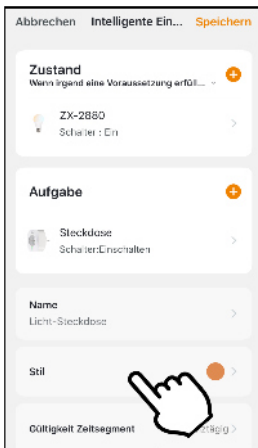 Abbrechen Intelligente Ein... Speichern
Zustand
Wenn irgend eine Voraussetzung erfüll...
ZX-2880
Schalter : Ein
Aufgabe
Steckdose
Schalter:Einschalten
Name
Licht-Steckdose
Stil
Gültigkeit Zeitsegment ztägig